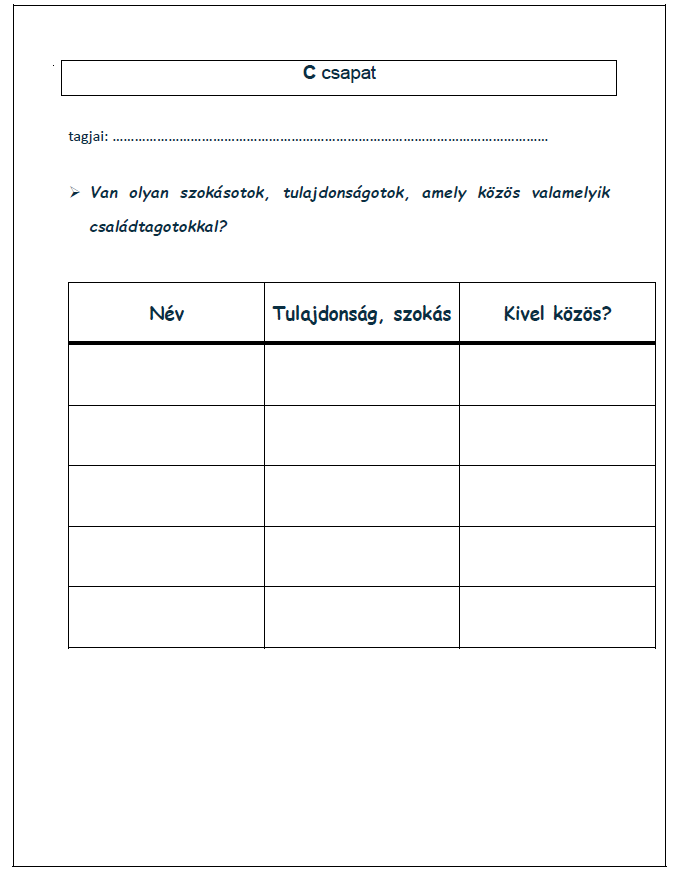 C csapat
tagjai: ………………………………………………………………………………………………………
➢ Van olyan szokásotok, tulajdonságotok, amely közös valamelyik
családtagotokkal?
Név Tulajdonság, szokás Kivel közös?